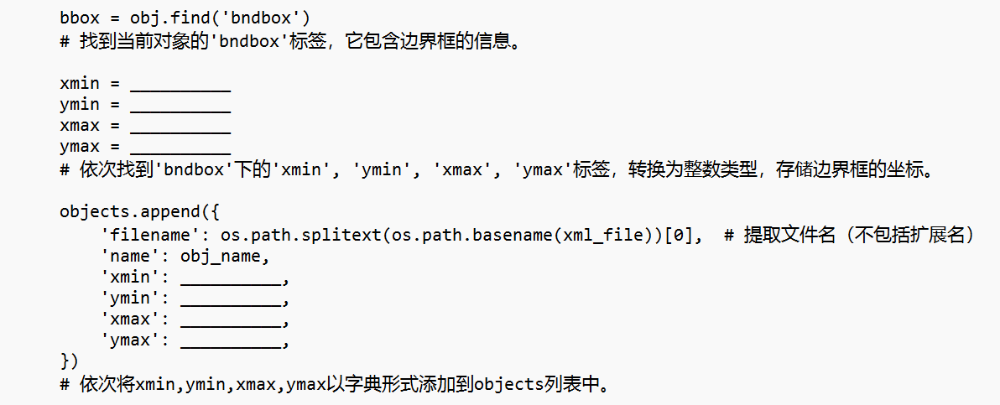 bbox = obj.find('bndbox')
# 找到当前对象的'bndbox'标签，它包含边界框的信息。
xmin = __________
ymin = __________
xmax = __________
ymax = __________
# 依次找到'bndbox'下的'xmin', 'ymin', 'xmax', 'ymax'标签，转换为整数类型，存储边界框的坐标。
objects.append({
    'filename': os.path.splitext(os.path.basename(xml_file))[0],  # 提取文件名（不包括扩展名）
    'name': obj_name,
    'xmin': __________,
    'ymin': __________,
    'xmax': __________,
    'ymax': __________,
})
# 依次将xmin,ymin,xmax,ymax以字典形式添加到objects列表中。